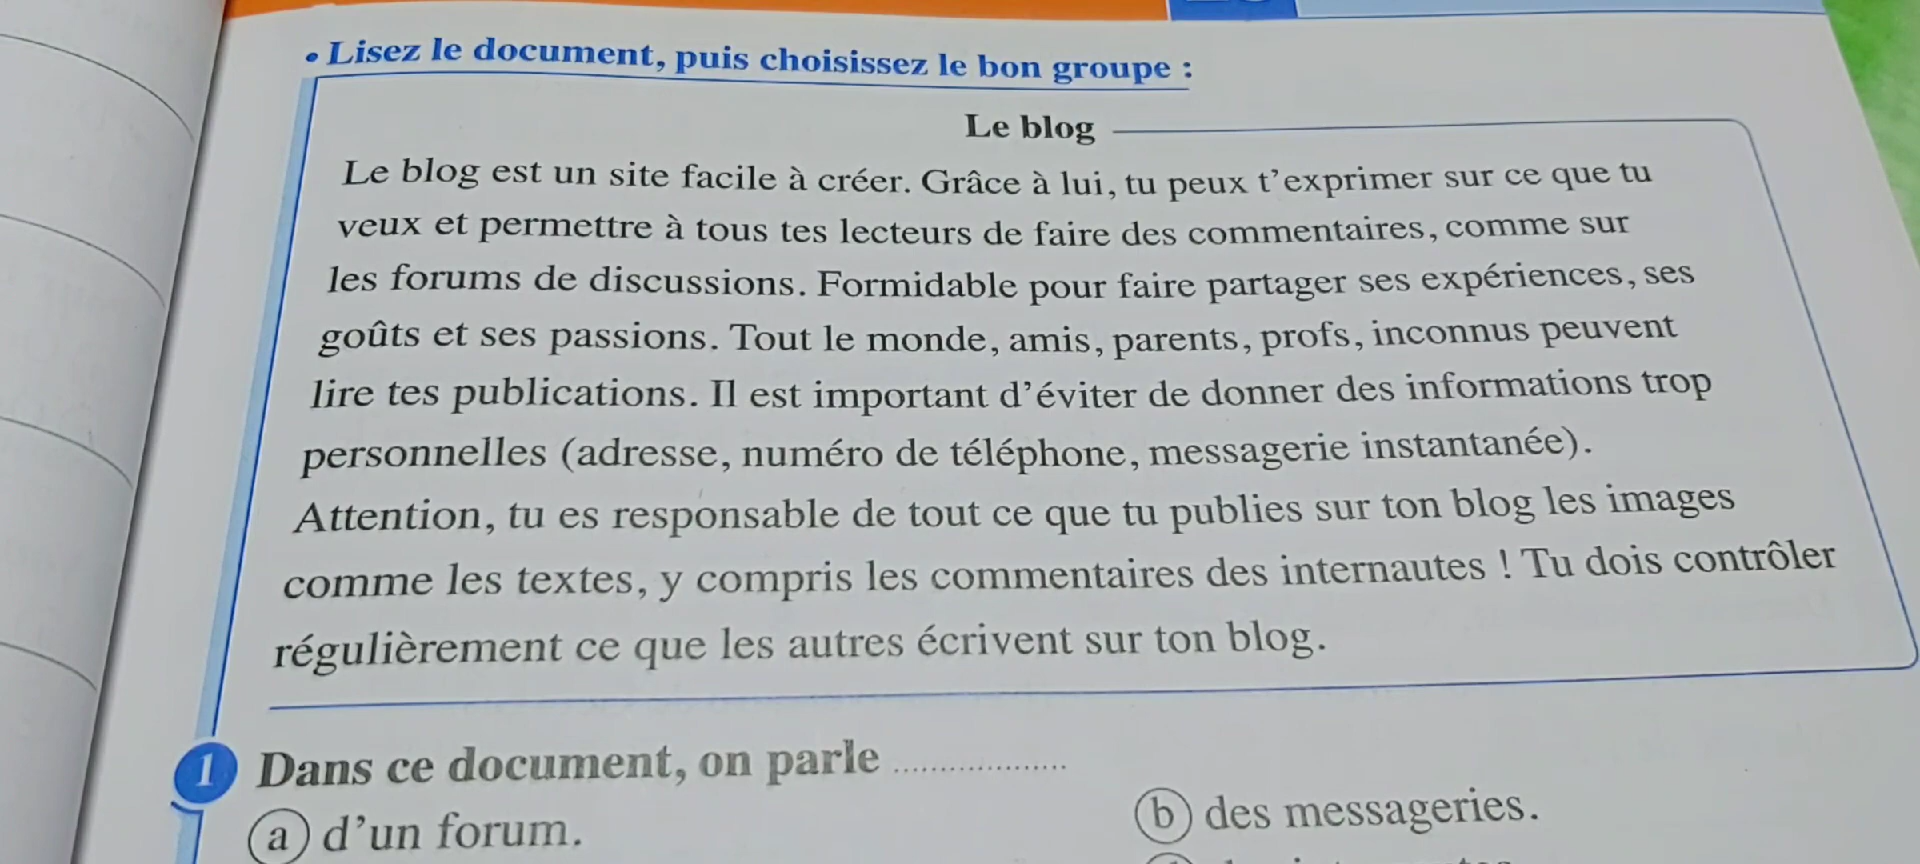 • Lisez le document, puis choisissez le bon groupe :
Le blog
Le blog est un site facile à créer. Grâce à lui, tu peux t'exprimer sur ce que tu
veux et permettre à tous tes lecteurs de faire des commentaires, comme sur
les forums de discussions. Formidable pour faire partager ses expériences, ses
goûts et ses passions. Tout le monde, amis, parents, profs, inconnus peuvent
lire tes publications. Il est important d'éviter de donner des informations trop
personnelles (adresse, numéro de téléphone, messagerie instantanée).
Attention, tu es responsable de tout ce que tu publies sur ton blog les images
comme les textes, y compris les commentaires des internautes ! Tu dois contrôler
régulièrement ce que les autres écrivent sur ton blog.
1 Dans ce document, on parle ..................
a d'un forum.
b des messageries.